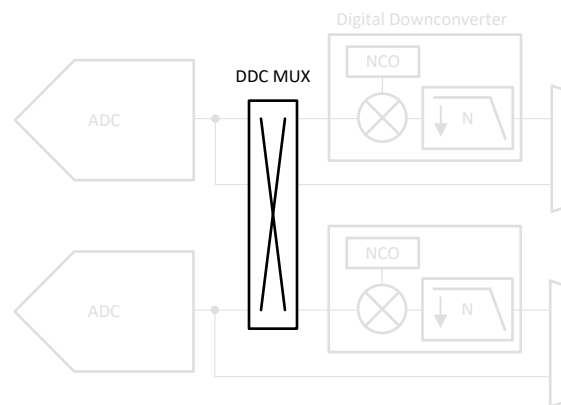 Digital Downconverter
NCO
DDC MUX
ADC
N
NCO
ADC
N